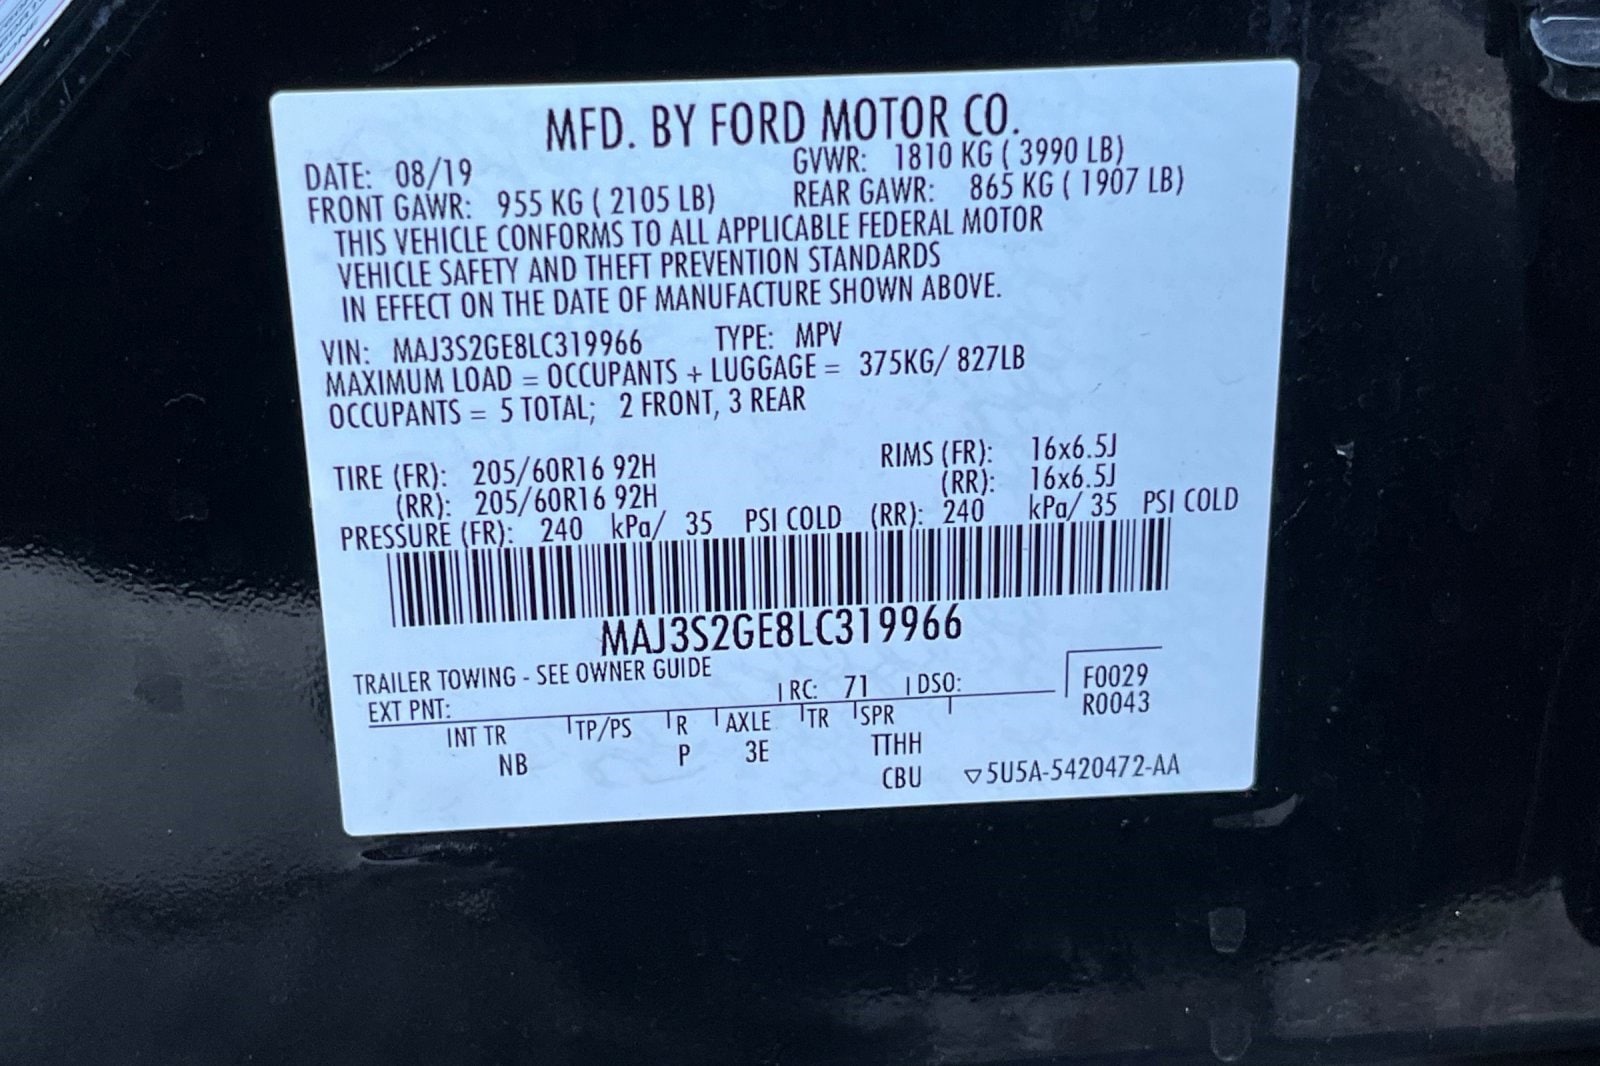 MFD. BY FORD MOTOR CO.
DATE: 08/19 GVWR: 1810 KG ( 3990 LB)
FRONT GAWR: 955 KG ( 2105 LB) REAR GAWR: 865 KG ( 1907 LB)
THIS VEHICLE CONFORMS TO ALL APPLICABLE FEDERAL MOTOR
VEHICLE SAFETY AND THEFT PREVENTION STANDARDS
IN EFFECT ON THE DATE OF MANUFACTURE SHOWN ABOVE.
VIN: MAJ3S2GE8LC319966 TYPE: MPV
MAXIMUM LOAD = OCCUPANTS + LUGGAGE = 375KG/ 827LB
OCCUPANTS = 5 TOTAL; 2 FRONT, 3 REAR
TIRE (FR): 205/60R16 92H RIMS (FR): 16x6.5J
(RR): 205/60R16 92H (RR): 16x6.5J
PRESSURE (FR): 240 kPa/ 35 PSI COLD (RR): 240 kPa/ 35 PSI COLD
MAJ3S2GE8LC319966
TRAILER TOWING - SEE OWNER GUIDE
EXT PNT: RC: 71 DSO: F0029
R0043
INT TR TP/PS R AXLE TR SPR
NB P 3E TTHH
CBU ▽5U5A-5420472-AA